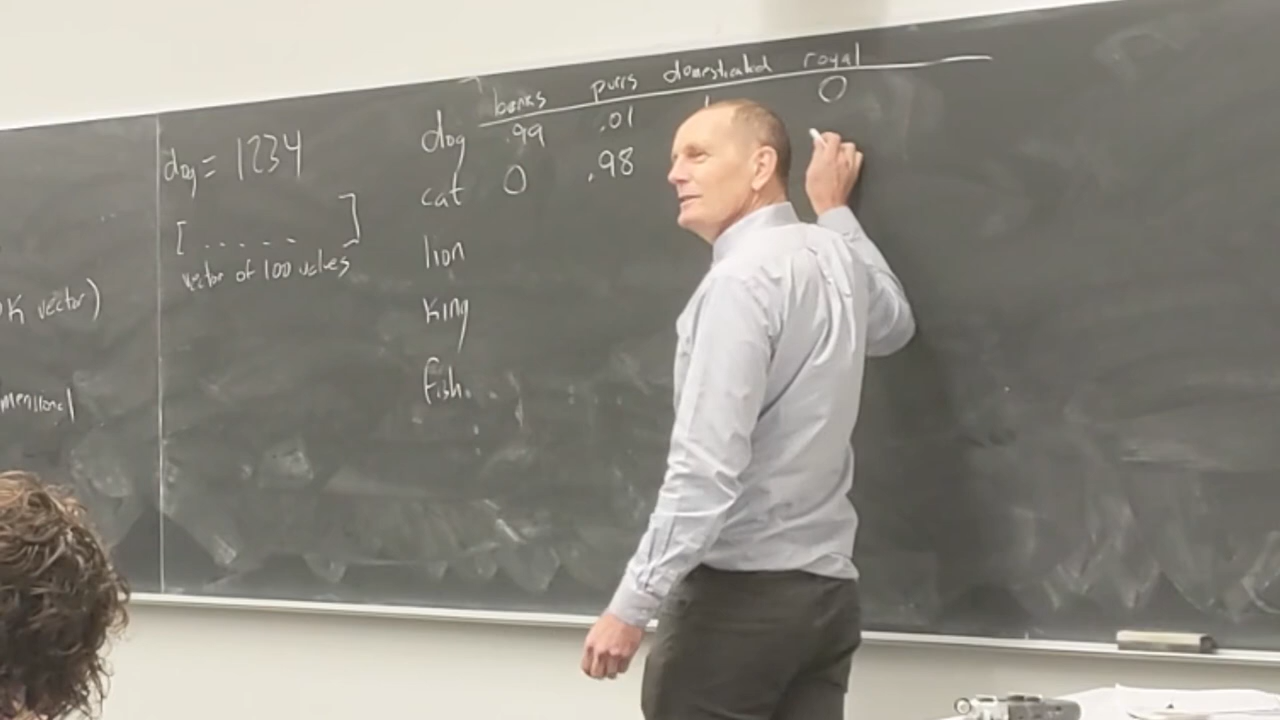 K vector)
dog = 1234
[ . . . . . ]
vector of 100 values
barks purrs domesticated royal
dog .99 .01 1 0
cat 0 .98
lion
king
fish